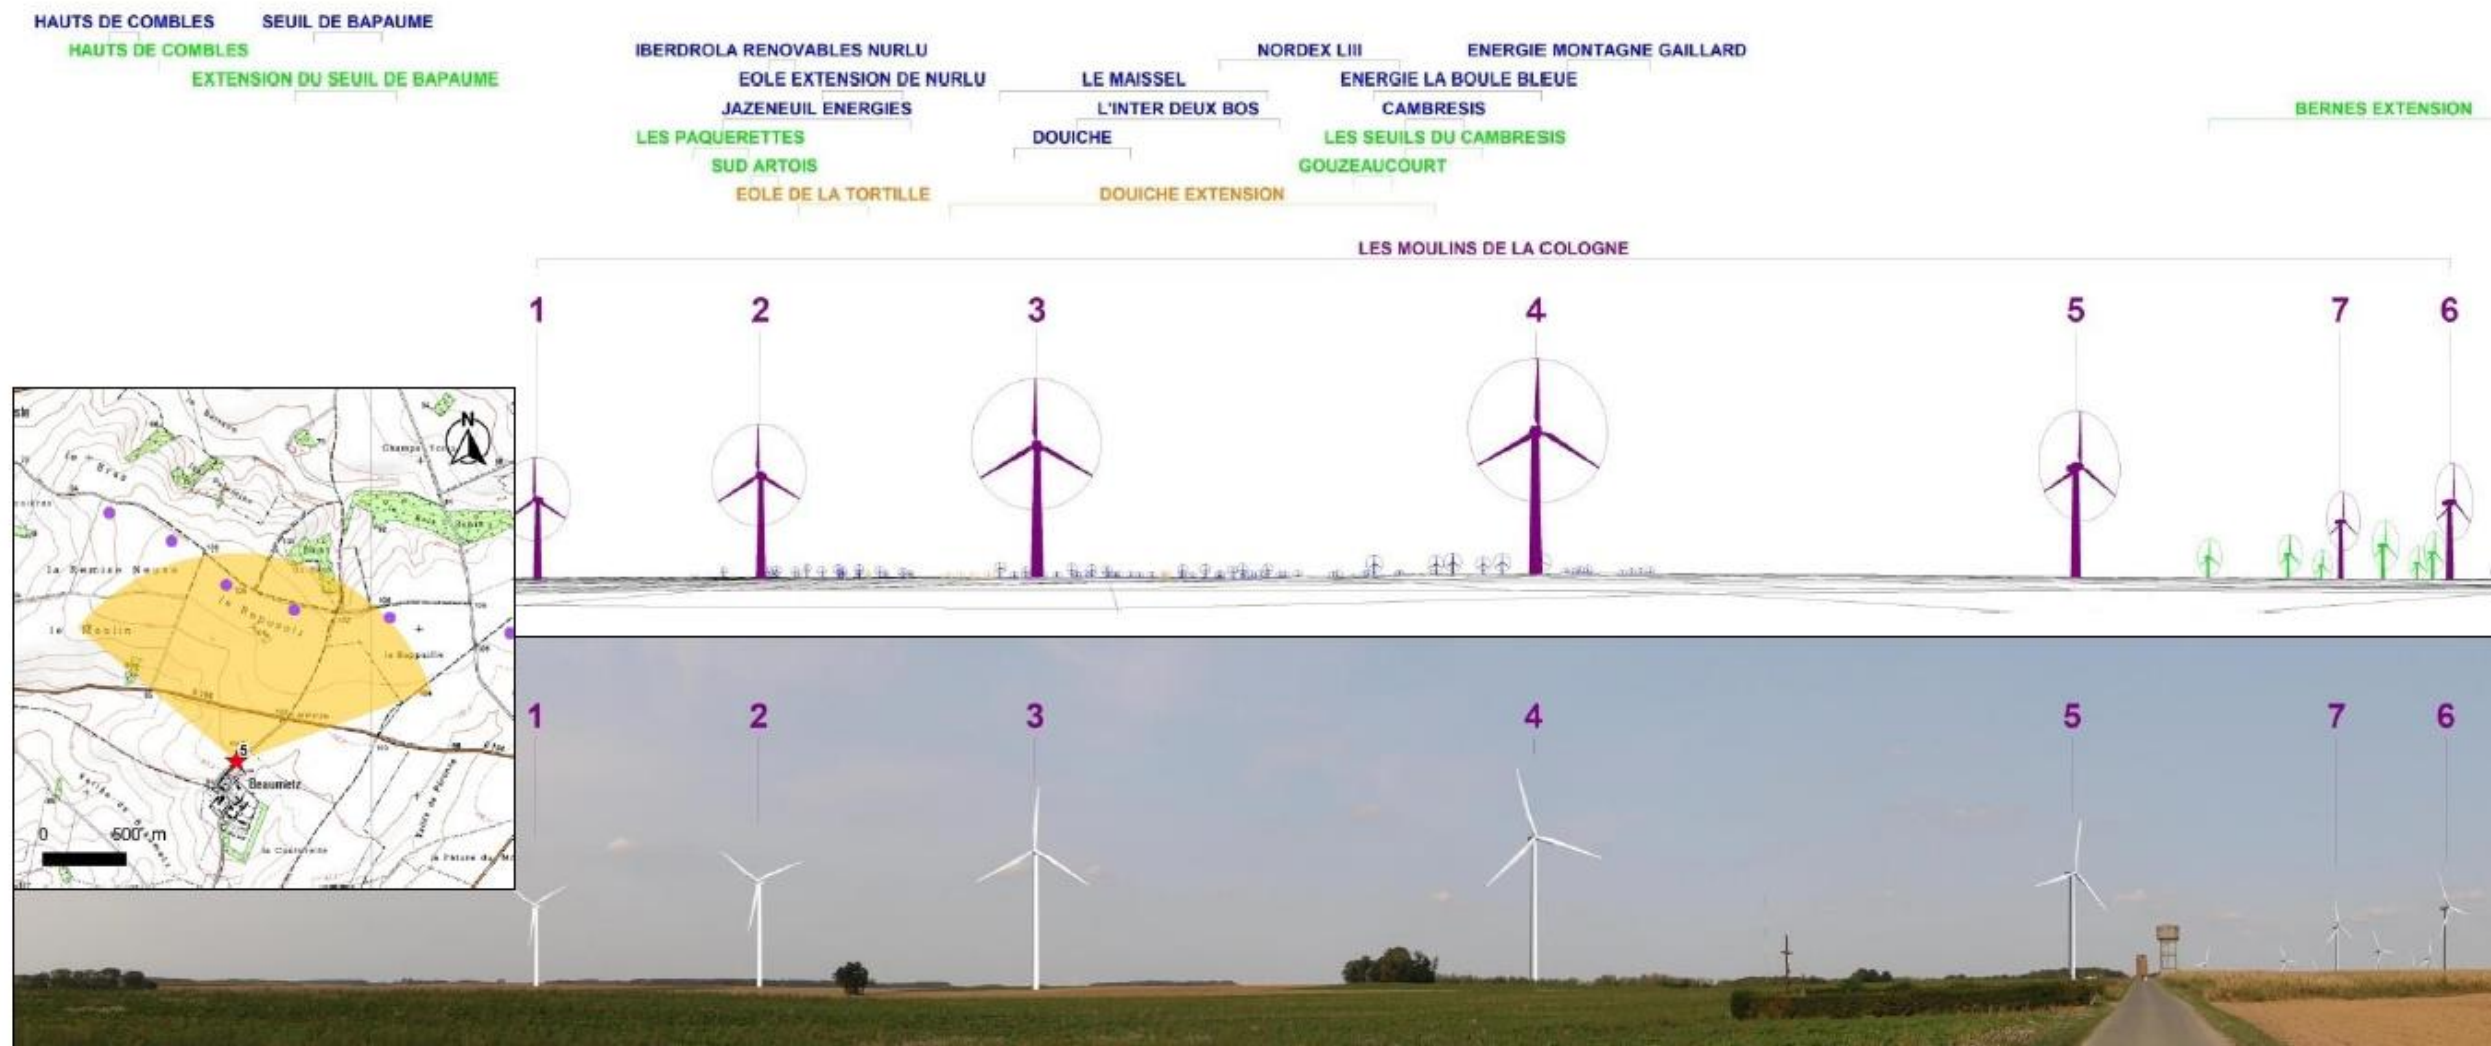 HAUTS DE COMBLES
SEUIL DE BAPAUME
HAUTS DE COMBLES
IBERDROLA RENOVABLES NURLU
NORDEX LIII
ENERGIE MONTAGNE GAILLARD
EXTENSION DU SEUIL DE BAPAUME
EOLE EXTENSION DE NURLU
LE MAISSEL
ENERGIE LA BOULE BLEUE
JAZENEUIL ENERGIES
L'INTER DEUX BOS
CAMBRESIS
BERNES EXTENSION
LES PAQUERETTES
DOUICHE
LES SEUILS DU CAMBRESIS
SUD ARTOIS
GOUZEAUCOURT
EOLE DE LA TORTILLE
DOUICHE EXTENSION
LES MOULINS DE LA COLOGNE
1 2 3 4 5 7 6
N
le Bras
la Remise
le Moulin
5
Beaumetz
0 500 m
1 2 3 4 5 7 6